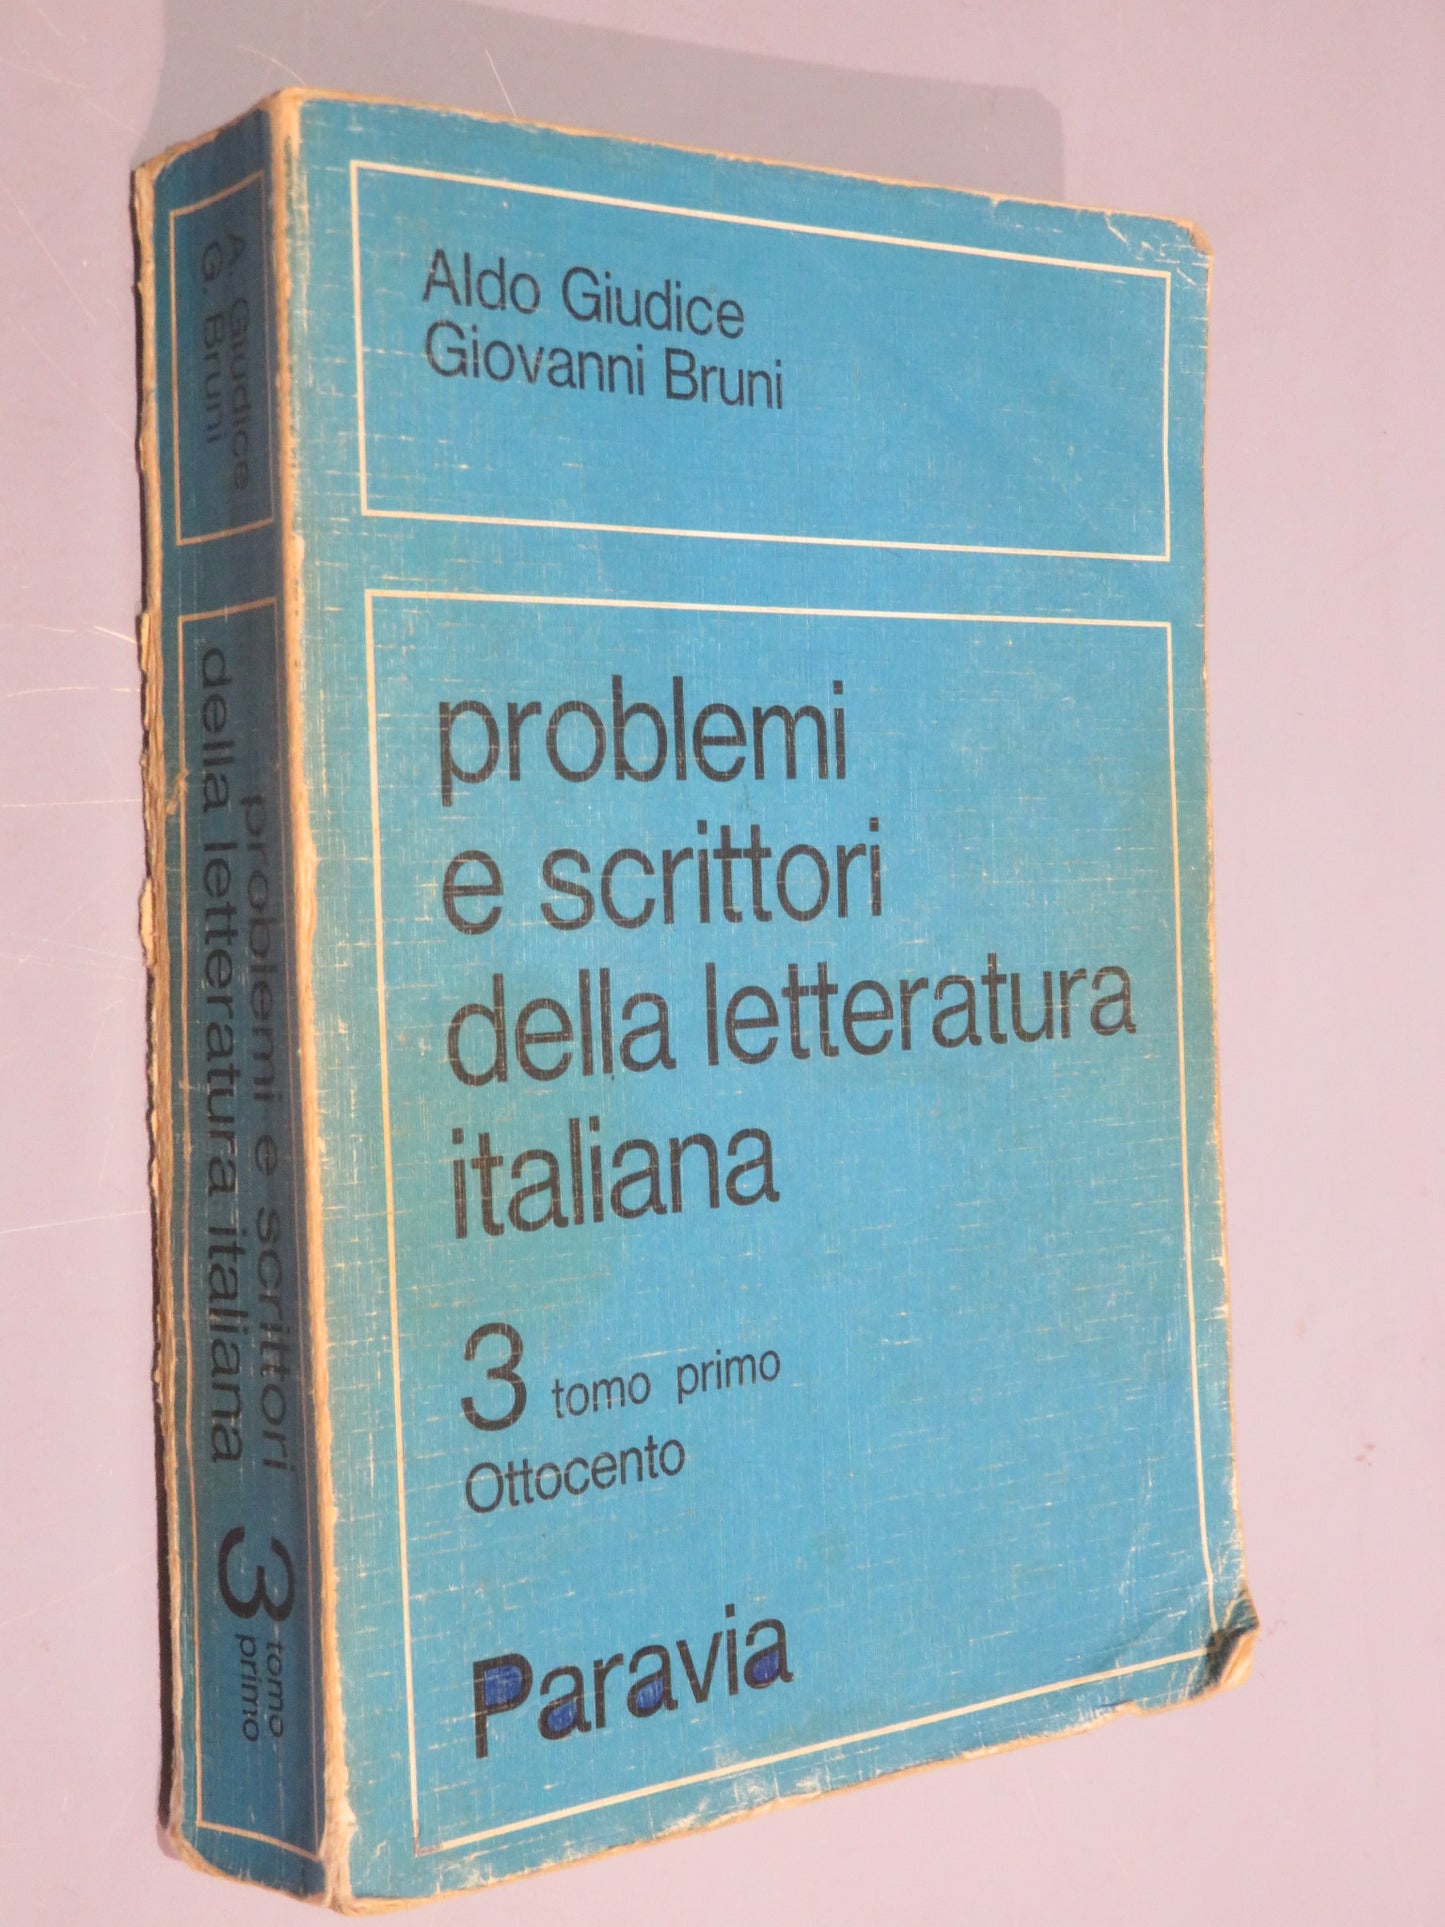 Aldo Giudice
Giovanni Bruni
problemi
e scrittori
della letteratura
italiana
3 tomo primo
Ottocento
Paravia
A. Giudice
G. Bruni
problemi e scrittori
della letteratura italiana
3 tomo
primo